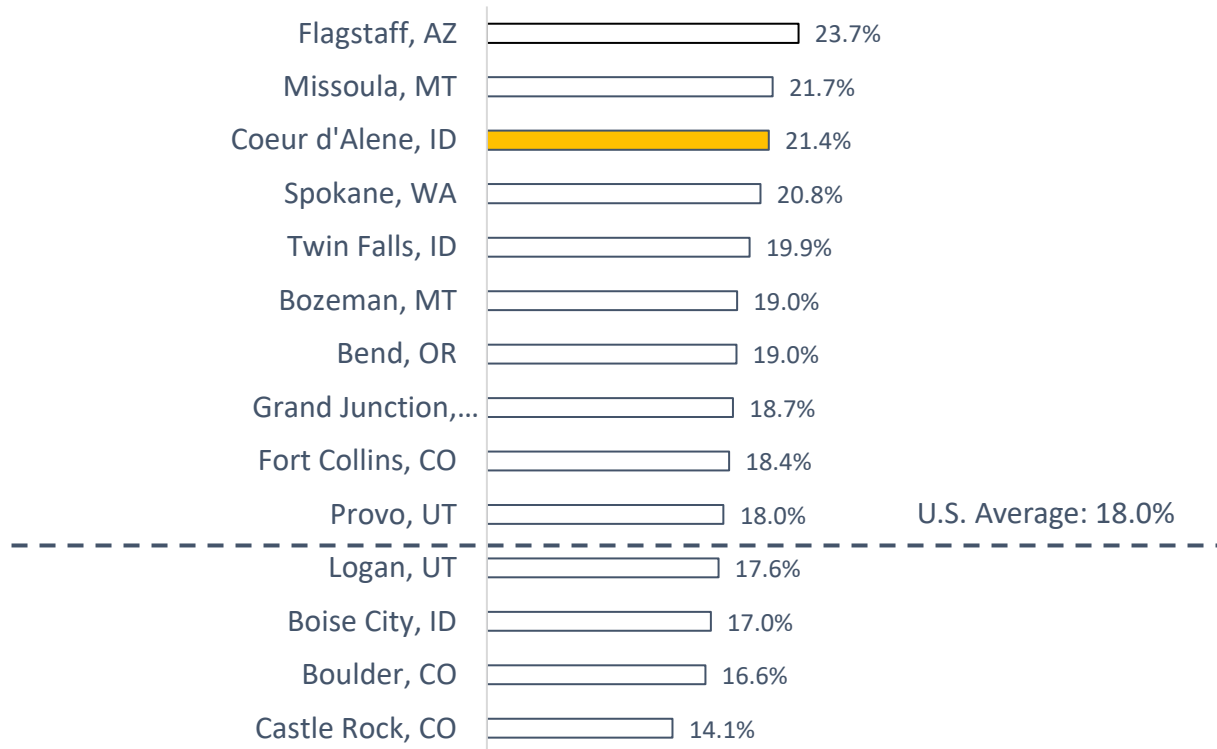 Flagstaff, AZ 23.7%
Missoula, MT 21.7%
Coeur d'Alene, ID 21.4%
Spokane, WA 20.8%
Twin Falls, ID 19.9%
Bozeman, MT 19.0%
Bend, OR 19.0%
Grand Junction,... 18.7%
Fort Collins, CO 18.4%
Provo, UT 18.0% U.S. Average: 18.0%
Logan, UT 17.6%
Boise City, ID 17.0%
Boulder, CO 16.6%
Castle Rock, CO 14.1%